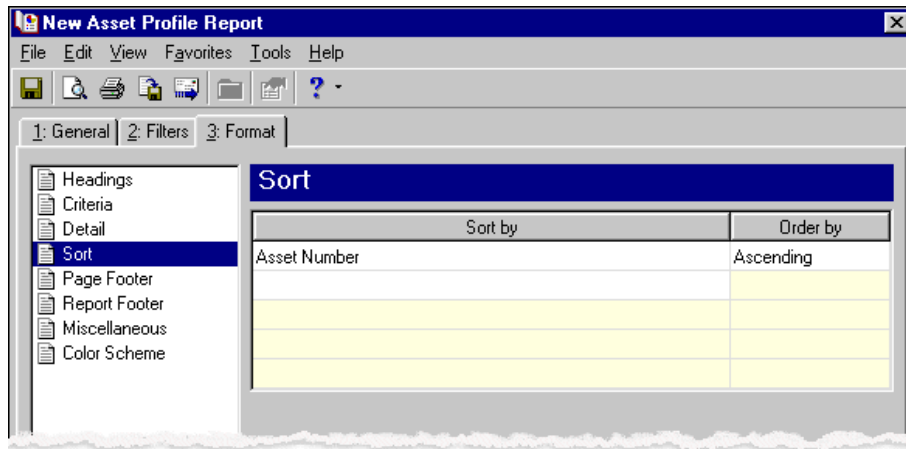 New Asset Profile Report
File Edit View Favorites Tools Help
1: General 2: Filters 3: Format
Headings
Criteria
Detail
Sort
Page Footer
Report Footer
Miscellaneous
Color Scheme
Sort
Sort by Order by
Asset Number Ascending